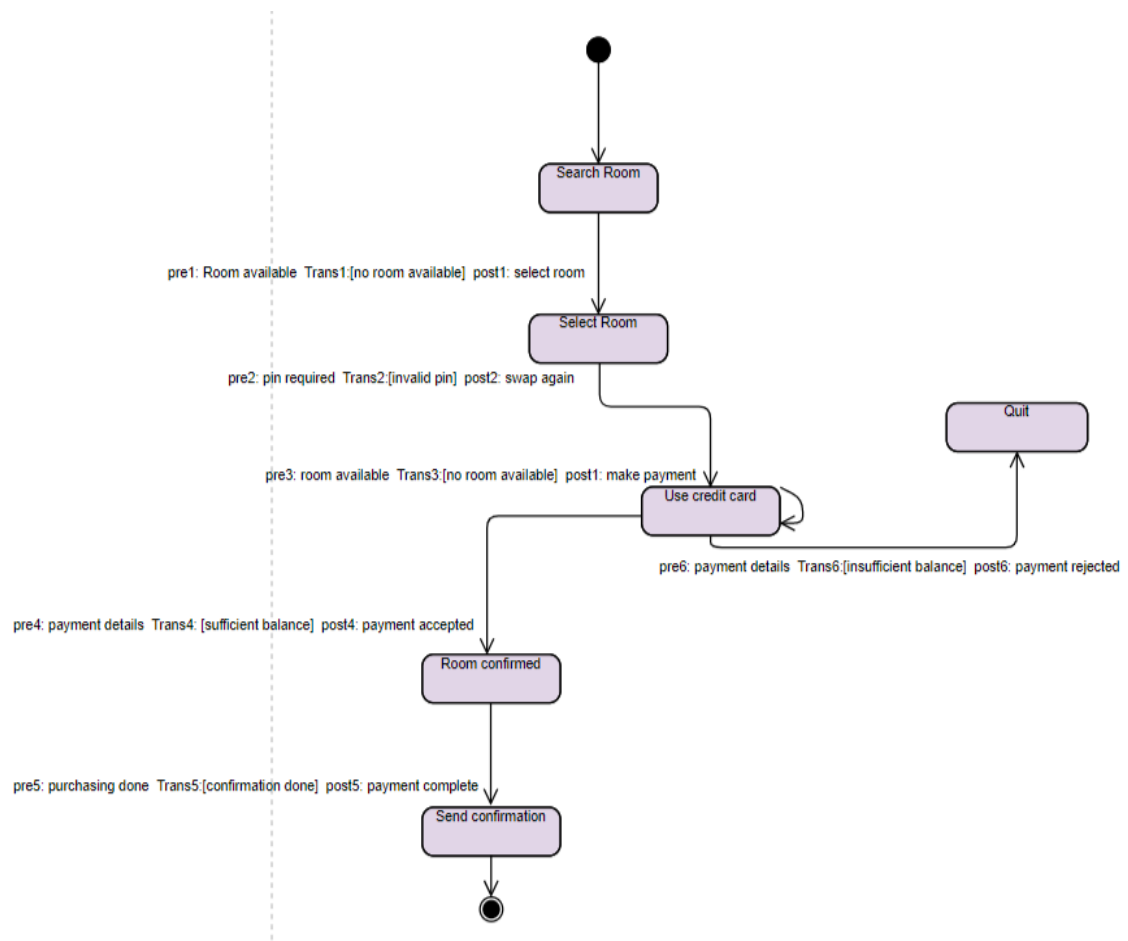 Search Room
pre1: Room available  Trans1:[no room available]  post1: select room
Select Room
pre2: pin required  Trans2:[invalid pin]  post2: swap again
Quit
pre3: room available  Trans3:[no room available]  post1: make payment
Use credit card
pre6: payment details  Trans6:[insufficient balance]  post6: payment rejected
pre4: payment details  Trans4: [sufficient balance]  post4: payment accepted
Room confirmed
pre5: purchasing done  Trans5:[confirmation done]  post5: payment complete
Send confirmation